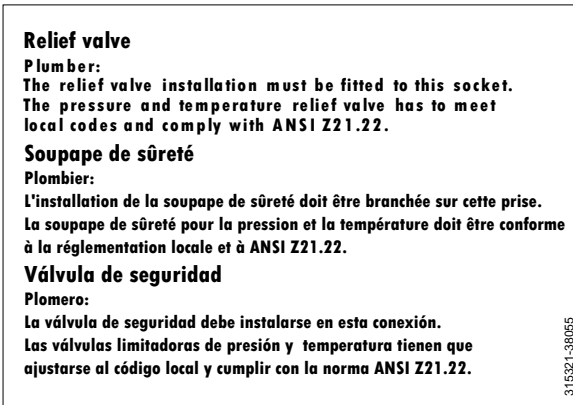 Relief valve
Plumber:
The relief valve installation must be fitted to this socket.
The pressure and temperature relief valve has to meet
local codes and comply with ANSI Z21.22.
Soupape de sûreté
Plombier:
L'installation de la soupape de sûreté doit être branchée sur cette prise.
La soupape de sûreté pour la pression et la température doit être conforme
à la réglementation locale et à ANSI Z21.22.
Válvula de seguridad
Plomero:
La válvula de seguridad debe instalarse en esta conexión.
Las válvulas limitadoras de presión y temperatura tienen que
ajustarse al código local y cumplir con la norma ANSI Z21.22.
315321-38055